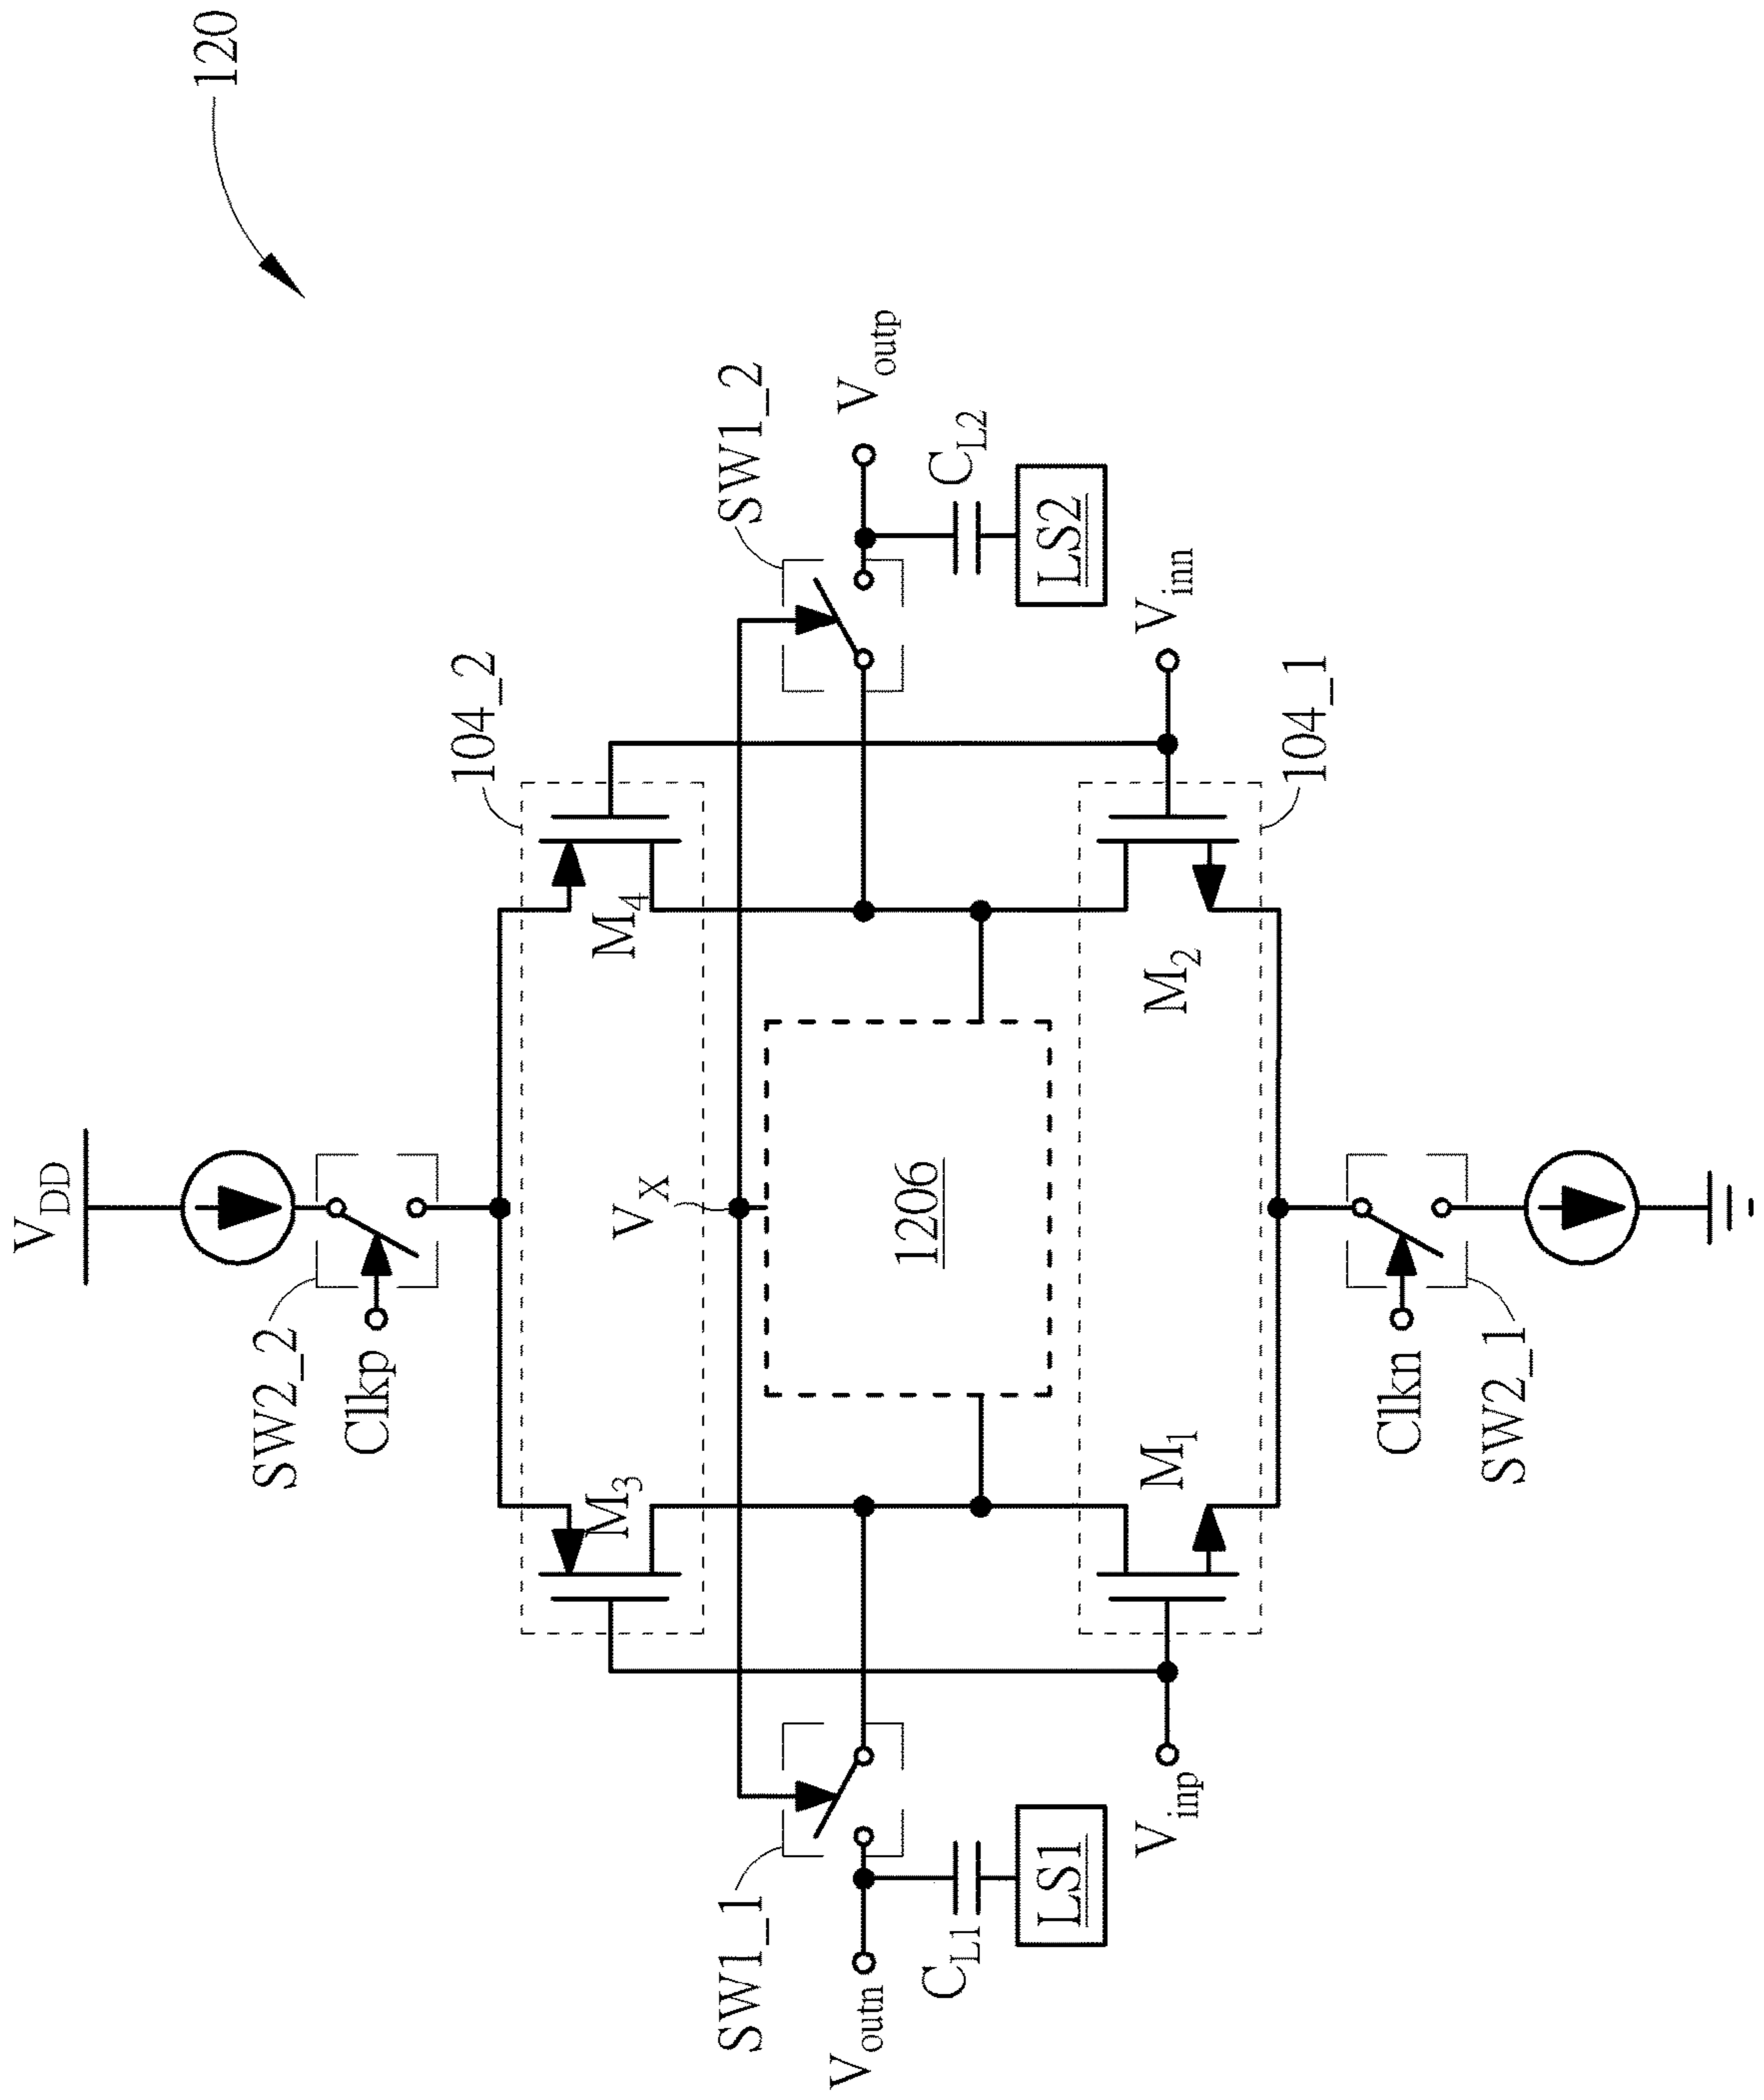 120
V_DD
SW2_2
Clkp
104_2
M_3
M_4
V_X
SW1_1
SW1_2
V_outn
V_outp
C_L1
C_L2
1206
LS1
LS2
V_inp
V_inn
M_1
M_2
104_1
Clkn
SW2_1